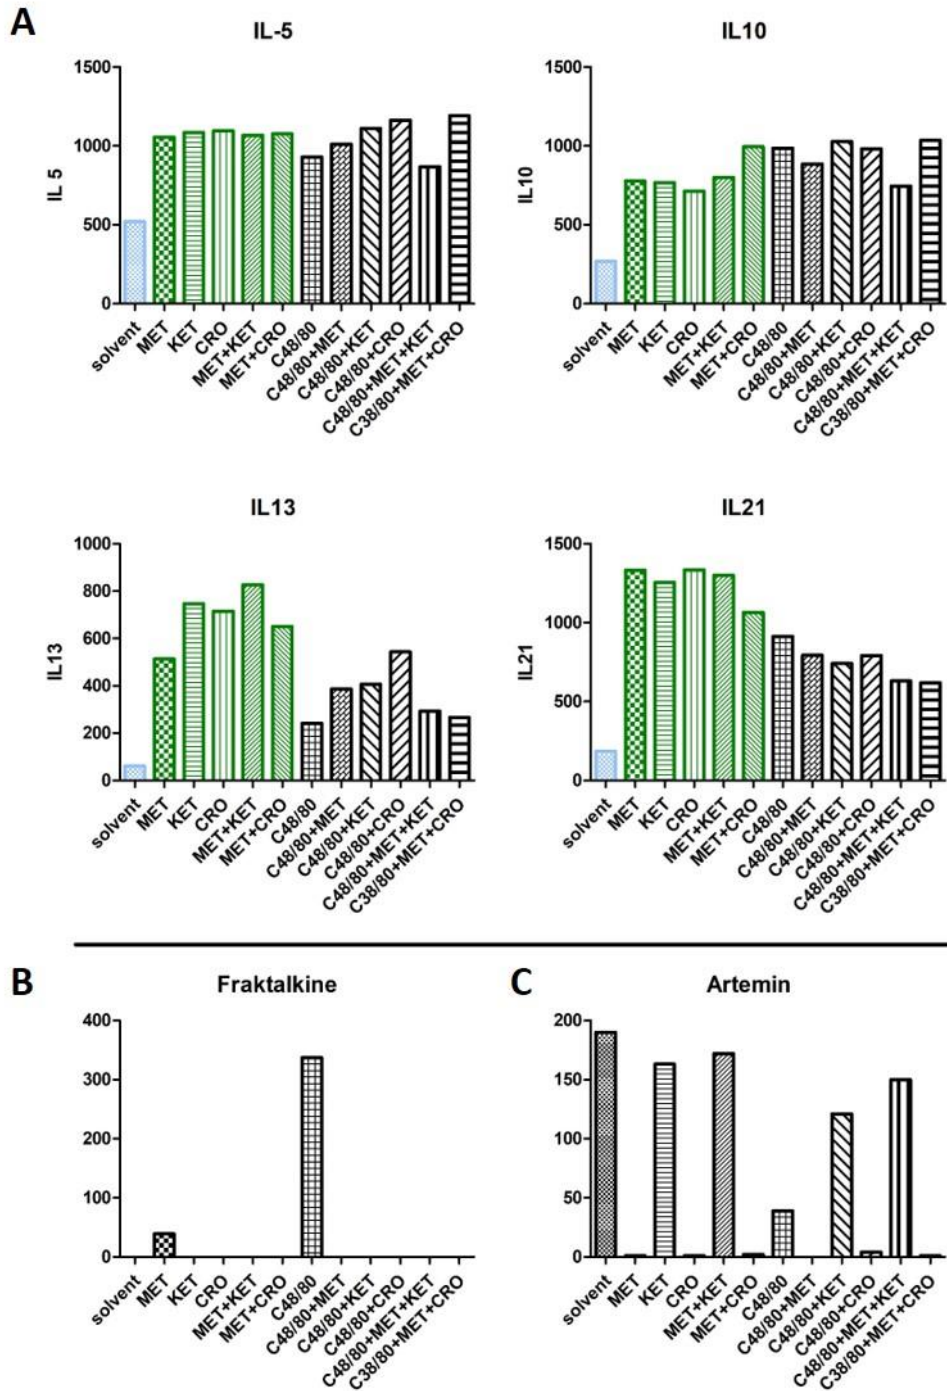 A
IL-5
IL 5
1500
1000
500
0
solvent
MET
KET
CRO
MET+KET
MET+CRO
C48/80
C48/80+MET
C48/80+KET
C48/80+CRO
C48/80+MET+KET
C38/80+MET+CRO
IL10
IL10
1500
1000
500
0
solvent
MET
KET
CRO
MET+KET
MET+CRO
C48/80
C48/80+MET
C48/80+KET
C48/80+CRO
C48/80+MET+KET
C38/80+MET+CRO
IL13
IL13
1000
800
600
400
200
0
solvent
MET
KET
CRO
MET+KET
MET+CRO
C48/80
C48/80+MET
C48/80+KET
C48/80+CRO
C48/80+MET+KET
C38/80+MET+CRO
IL21
IL21
1500
1000
500
0
solvent
MET
KET
CRO
MET+KET
MET+CRO
C48/80
C48/80+MET
C48/80+KET
C48/80+CRO
C48/80+MET+KET
C38/80+MET+CRO
B
Fraktalkine
400
300
200
100
0
solvent
MET
KET
CRO
MET+KET
MET+CRO
C48/80
C48/80+MET
C48/80+KET
C48/80+CRO
C48/80+MET+KET
C38/80+MET+CRO
C
Artemin
200
150
100
50
0
solvent
MET
KET
CRO
MET+KET
MET+CRO
C48/80
C48/80+MET
C48/80+KET
C48/80+CRO
C48/80+MET+KET
C38/80+MET+CRO